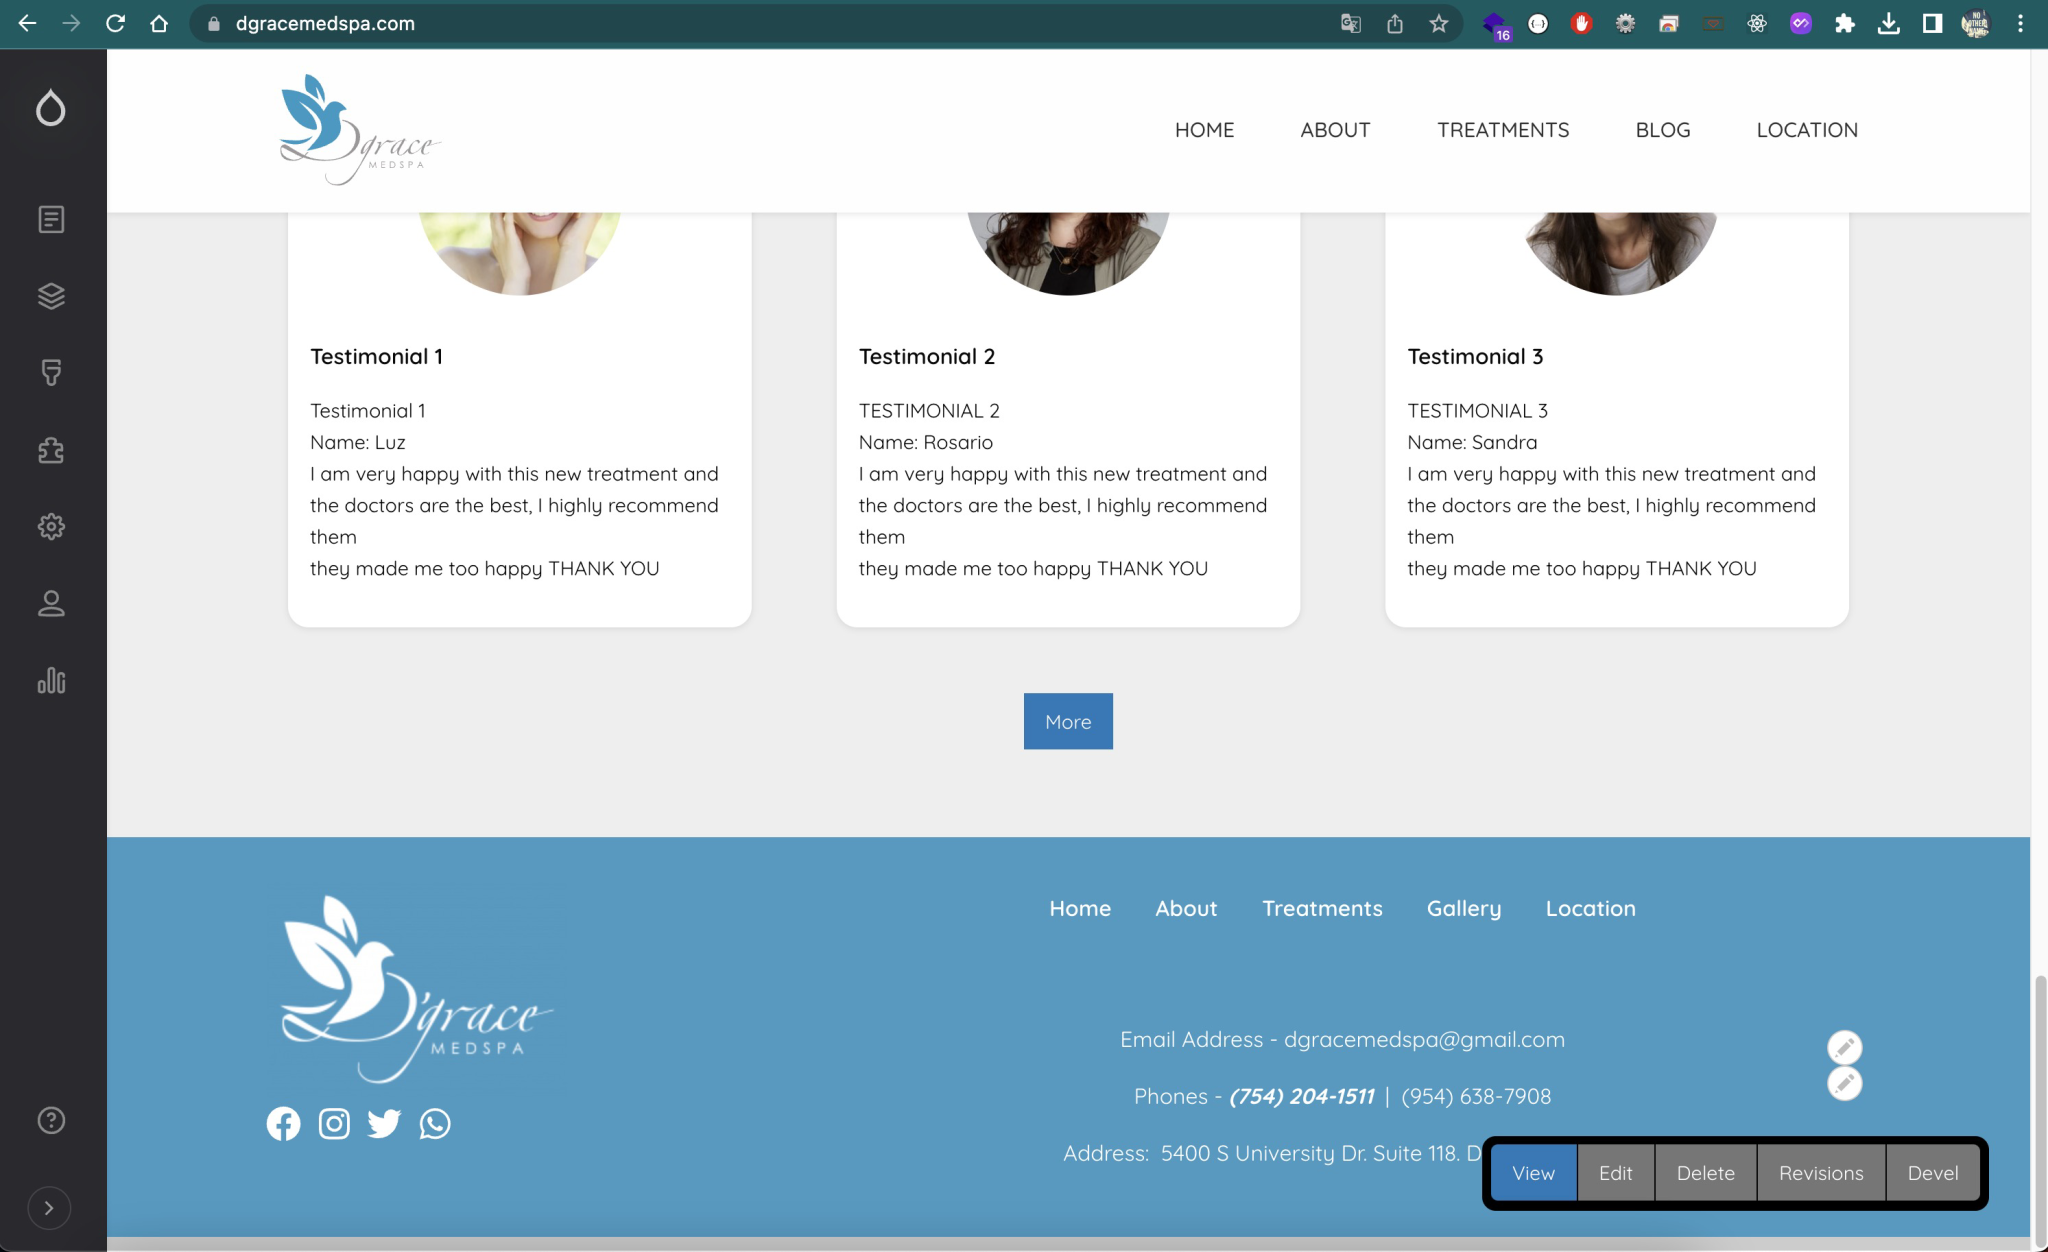 dgracemedspa.com
16
D'grace
MEDSPA
HOME
ABOUT
TREATMENTS
BLOG
LOCATION
Testimonial 1
Testimonial 1
Name: Luz
I am very happy with this new treatment and
the doctors are the best, I highly recommend
them
they made me too happy THANK YOU
Testimonial 2
TESTIMONIAL 2
Name: Rosario
I am very happy with this new treatment and
the doctors are the best, I highly recommend
them
they made me too happy THANK YOU
Testimonial 3
TESTIMONIAL 3
Name: Sandra
I am very happy with this new treatment and
the doctors are the best, I highly recommend
them
they made me too happy THANK YOU
More
D'grace
MEDSPA
Home
About
Treatments
Gallery
Location
Email Address - dgracemedspa@gmail.com
Phones - (754) 204-1511 | (954) 638-7908
Address: 5400 S University Dr. Suite 118. D
View
Edit
Delete
Revisions
Devel